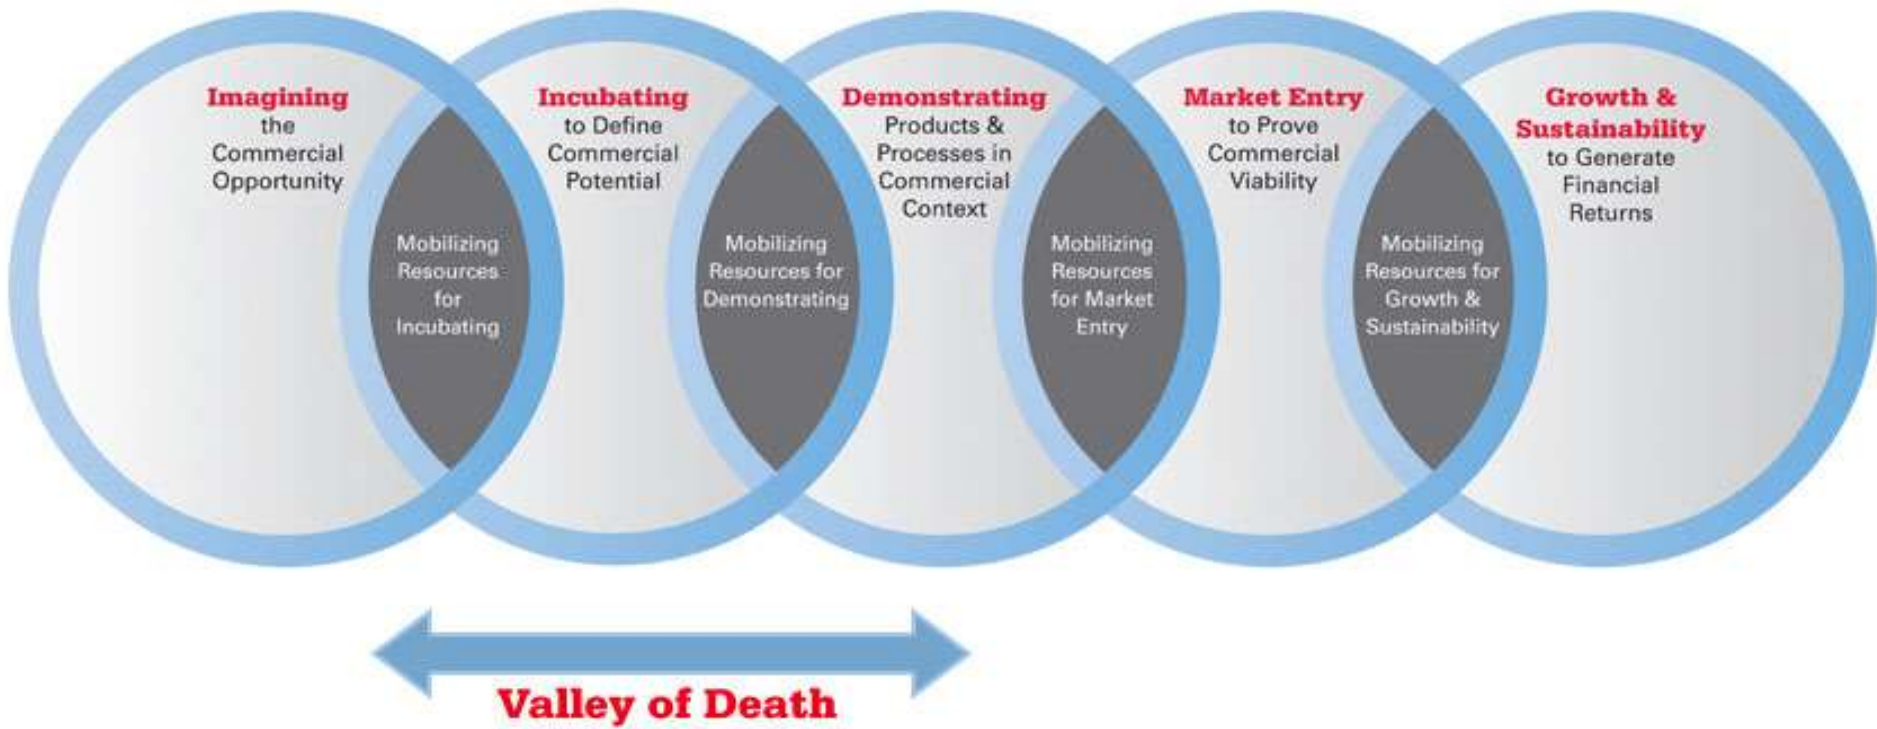 Imagining
the
Commercial
Opportunity
Mobilizing
Resources
for
Incubating
Incubating
to Define
Commercial
Potential
Mobilizing
Resources for
Demonstrating
Demonstrating
Products &
Processes in
Commercial
Context
Mobilizing
Resources
for Market
Entry
Market Entry
to Prove
Commercial
Viability
Mobilizing
Resources for
Growth &
Sustainability
Growth &
Sustainability
to Generate
Financial
Returns
Valley of Death